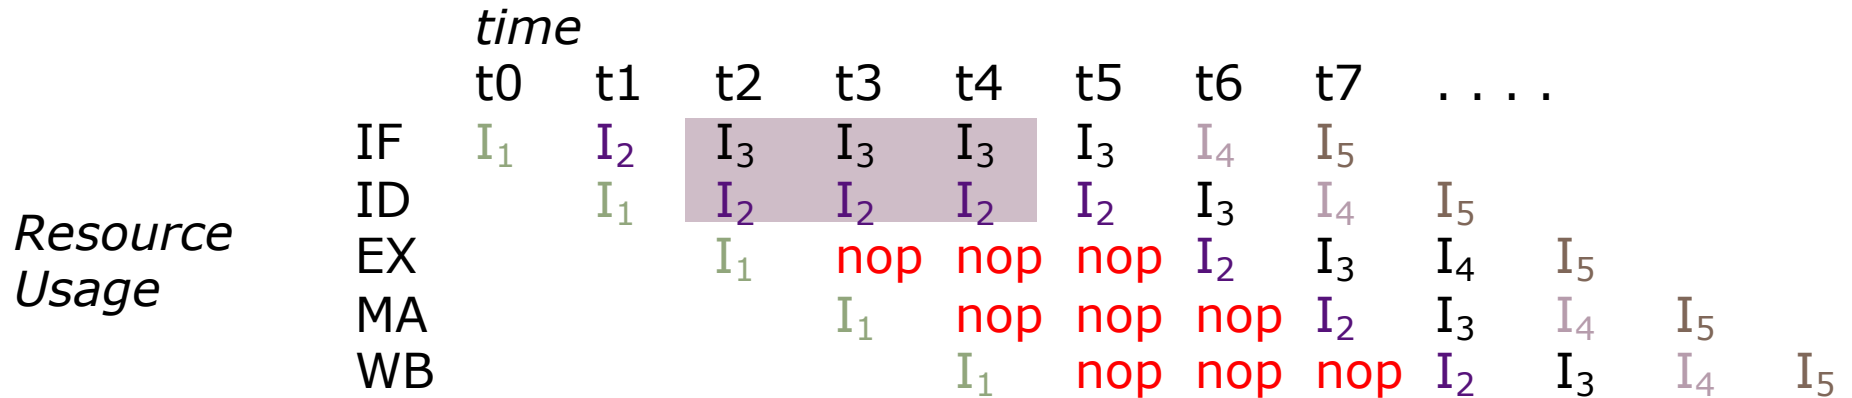 time
t0 t1 t2 t3 t4 t5 t6 t7 . . . .
IF I₁ I₂ I₃ I₃ I₃ I₃ I₄ I₅
ID I₁ I₂ I₂ I₂ I₂ I₃ I₄ I₅
Resource
Usage
EX I₁ nop nop nop I₂ I₃ I₄ I₅
MA I₁ nop nop nop I₂ I₃ I₄ I₅
WB I₁ nop nop nop I₂ I₃ I₄ I₅